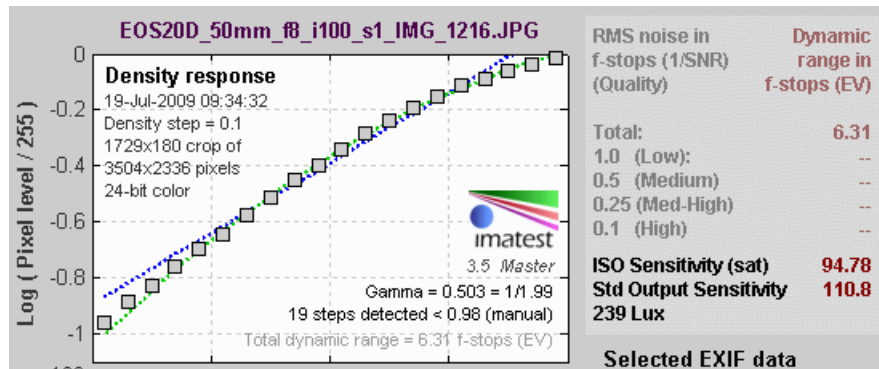 EOS20D_50mm_f8_i100_s1_IMG_1216.JPG
Density response
19-Jul-2009 09:34:32
Density step = 0.1
1729x180 crop of
3504x2336 pixels
24-bit color
imatest
3.5 Master
Gamma = 0.503 = 1/1.99
19 steps detected < 0.98 (manual)
Total dynamic range = 6.31 f-stops (EV)
Log ( Pixel level / 255 )
0
-0.2
-0.4
-0.6
-0.8
-1
RMS noise in Dynamic
f-stops (1/SNR) range in
(Quality) f-stops (EV)
Total: 6.31
1.0 (Low): --
0.5 (Medium) --
0.25 (Med-High) --
0.1 (High) --
ISO Sensitivity (sat) 94.78
Std Output Sensitivity 110.8
239 Lux
Selected EXIF data